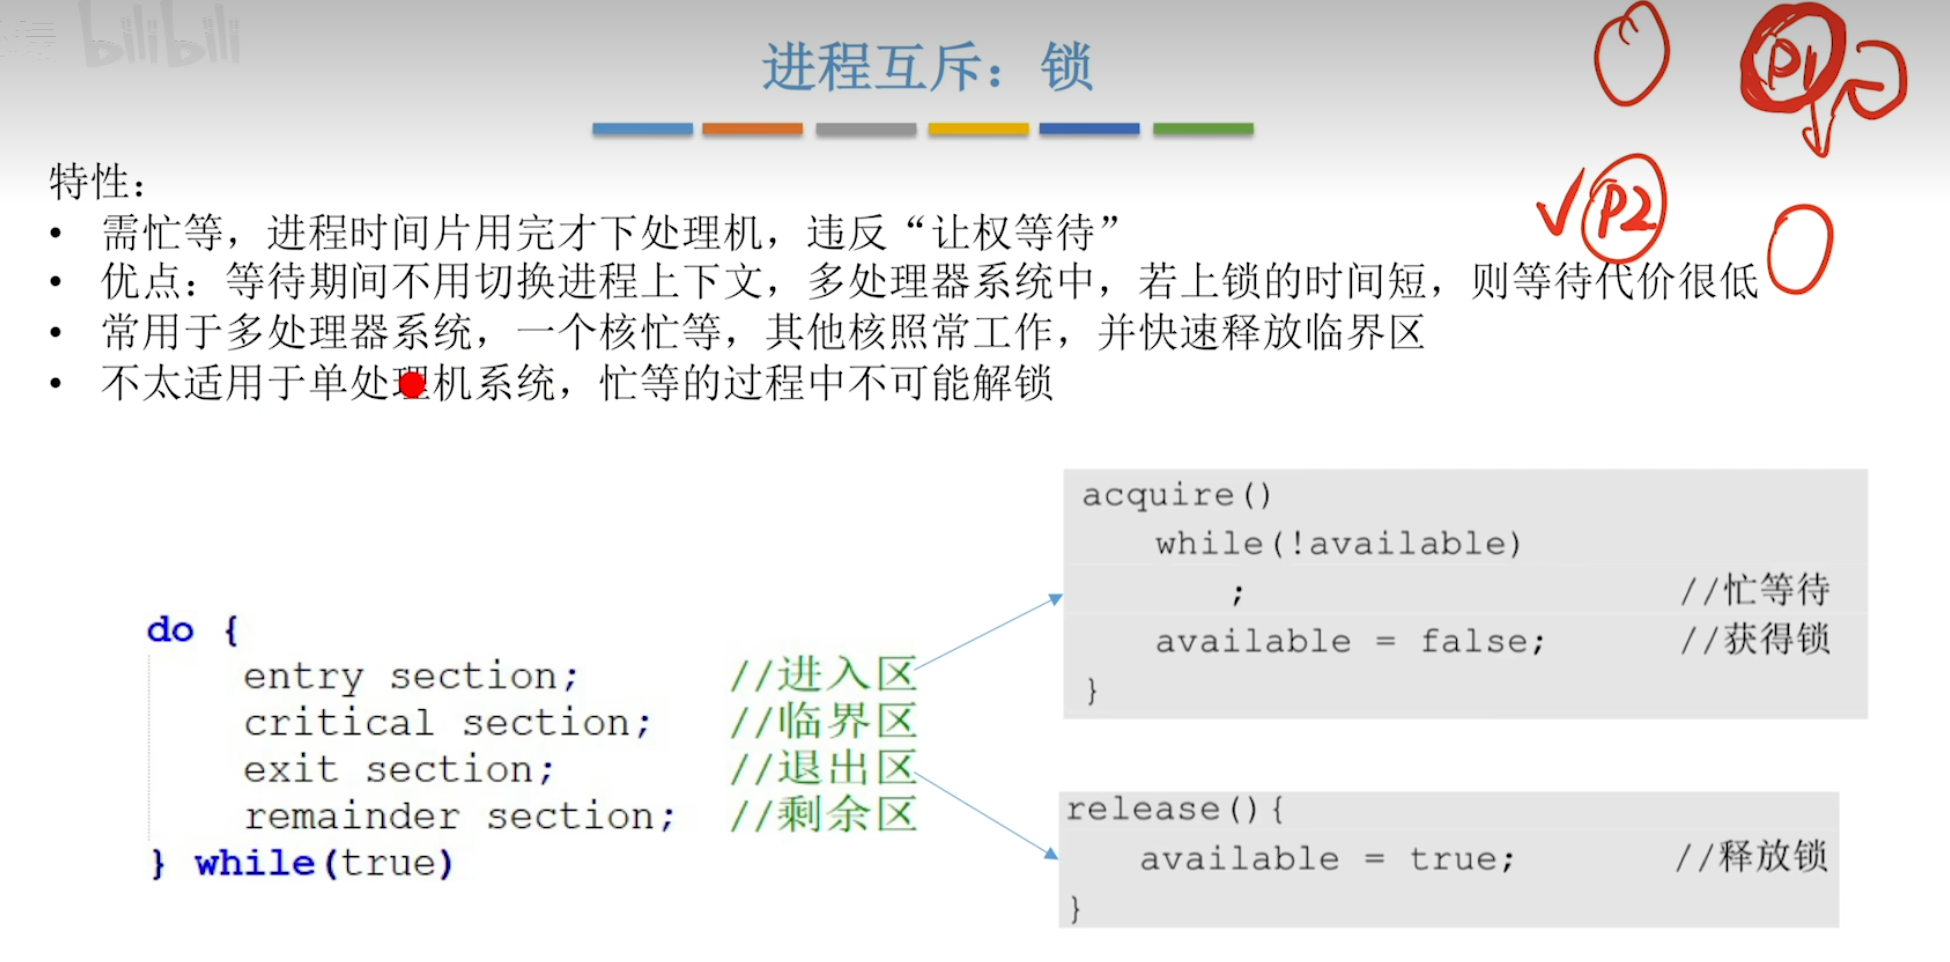 bilibili
进程互斥：锁
P1
P2
特性：
• 需忙等，进程时间片用完才下处理机，违反“让权等待”
• 优点：等待期间不用切换进程上下文，多处理器系统中，若上锁的时间短，则等待代价很低
• 常用于多处理器系统，一个核忙等，其他核照常工作，并快速释放临界区
• 不太适用于单处理机系统，忙等的过程中不可能解锁
do {
entry section; //进入区
critical section; //临界区
exit section; //退出区
remainder section; //剩余区
} while(true)
acquire()
while(!available)
; //忙等待
available = false; //获得锁
}
release(){
available = true; //释放锁
}